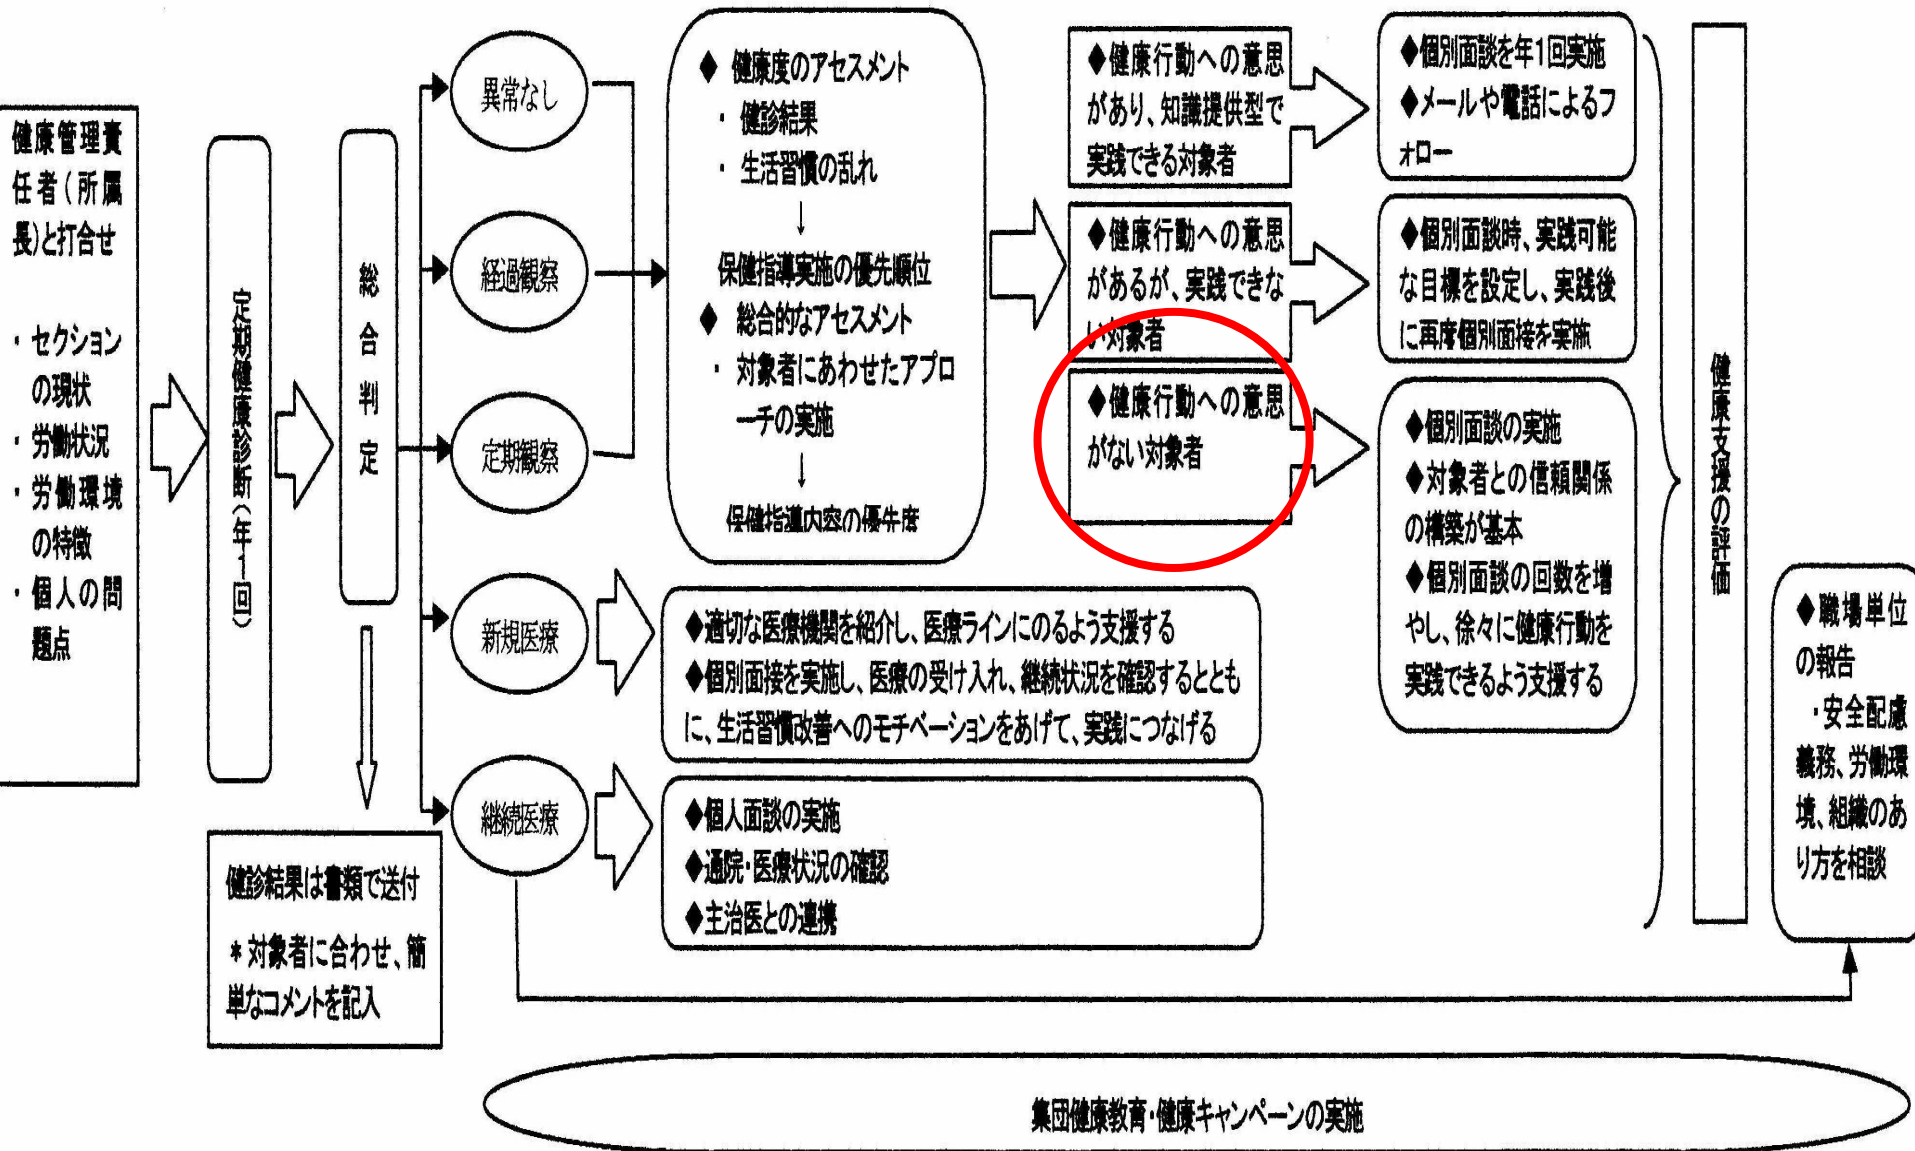 健康管理責
任者(所属
長)と打合せ
・セクション
の現状
・労働状況
・労働環境
の特徴
・個人の問
題点
定期健康診断(年1回)
総合判定
健診結果は書類で送付
*対象者に合わせ、簡
単なコメントを記入
異常なし
経過観察
定期観察
新規医療
継続医療
◆ 健康度のアセスメント
・ 健診結果
・ 生活習慣の乱れ
↓
保健指導実施の優先順位
◆ 総合的なアセスメント
・ 対象者にあわせたアプロ
ーチの実施
↓
保健指導内容の優先度
◆健康行動への意思
があり、知識提供型で
実践できる対象者
◆健康行動への意思
があるが、実践できな
い対象者
◆健康行動への意思
がない対象者
◆個別面談を年1回実施
◆メールや電話によるフ
ォロー
◆個別面談時、実践可能
な目標を設定し、実践後
に再度個別面接を実施
◆個別面談の実施
◆対象者との信頼関係
の構築が基本
◆個別面談の回数を増
やし、徐々に健康行動を
実践できるよう支援する
◆適切な医療機関を紹介し、医療ラインにのるよう支援する
◆個別面接を実施し、医療の受け入れ、継続状況を確認するととも
に、生活習慣改善へのモチベーションをあげて、実践につなげる
◆個人面談の実施
◆通院・医療状況の確認
◆主治医との連携
健康支援の評価
◆職場単位
の報告
・安全配慮
義務、労働環
境、組織のあ
り方を相談
集団健康教育・健康キャンペーンの実施